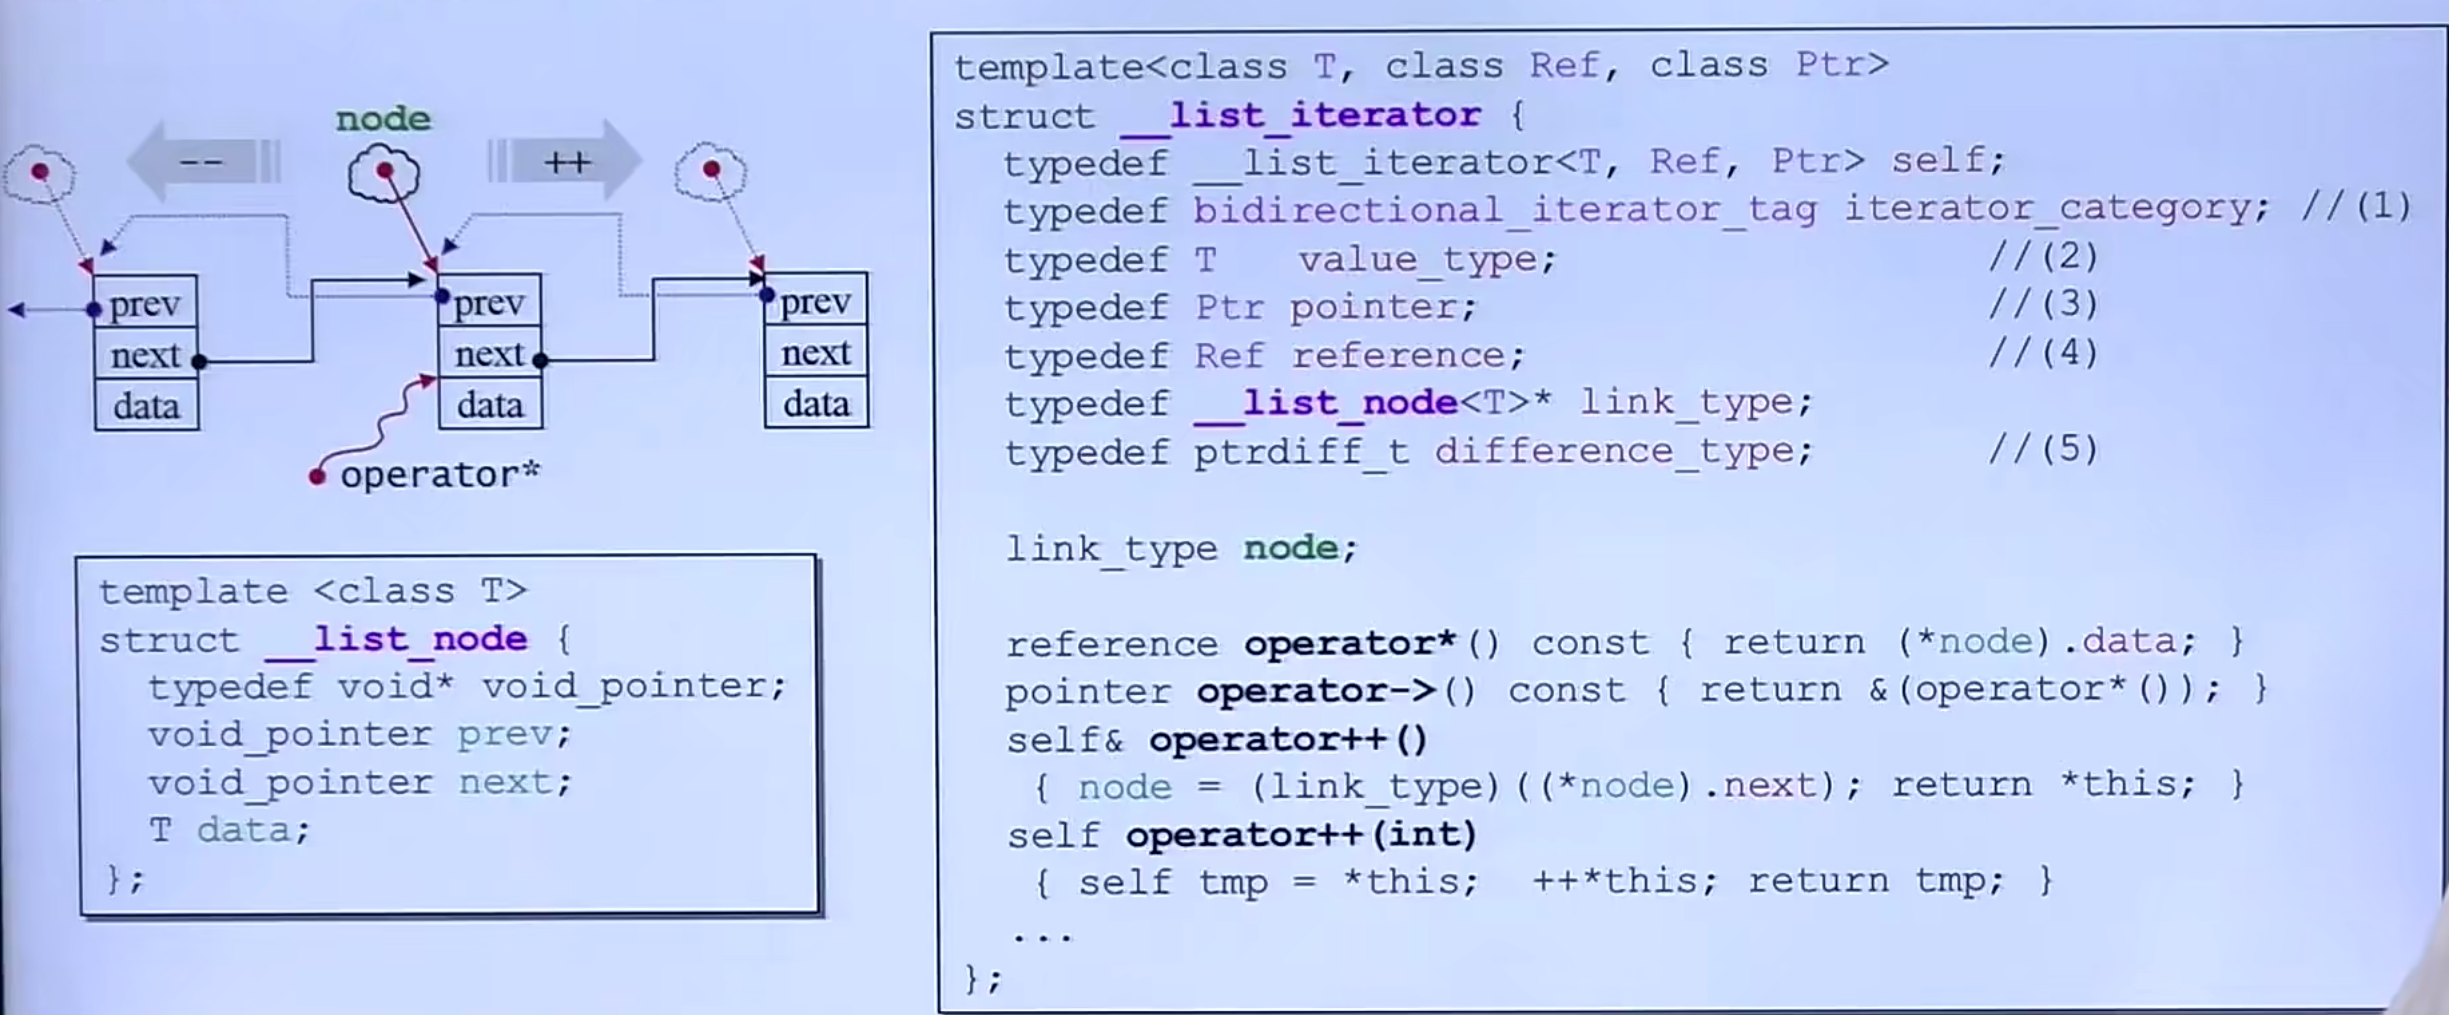 node
--
++
prev
next
data
prev
next
data
prev
next
data
operator*
template <class T>
struct __list_node {
typedef void* void_pointer;
void_pointer prev;
void_pointer next;
T data;
};
template<class T, class Ref, class Ptr>
struct __list_iterator {
typedef __list_iterator<T, Ref, Ptr> self;
typedef bidirectional_iterator_tag iterator_category; //(1)
typedef T value_type; //(2)
typedef Ptr pointer; //(3)
typedef Ref reference; //(4)
typedef __list_node<T>* link_type;
typedef ptrdiff_t difference_type; //(5)
link_type node;
reference operator*() const { return (*node).data; }
pointer operator->() const { return &(operator*()); }
self& operator++()
{ node = (link_type)((*node).next); return *this; }
self operator++(int)
{ self tmp = *this; ++*this; return tmp; }
...
};